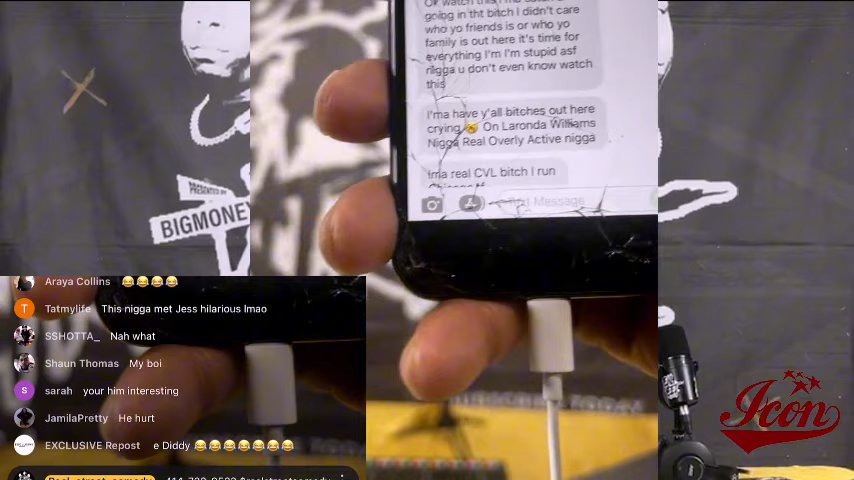 going in tht bitch I didn't care
who yo friends is or who yo
family is out here it's time for
everything I'm I'm stupid asf
nigga u don't even know watch
this
I'ma have y'all bitches out here
crying 😿 On Laronda Williams
Nigga Real Overly Active nigga
Ima real CVL bitch I run
Text Message
PRESENTED BY
BIGMONEY
Araya Collins 😂😂😂😂
T Tatmylife This nigga met Jess hilarious lmao
SSHOTTA_ Nah what
Shaun Thomas My boi
s sarah your him interesting
JamilaPretty He hurt
EXCLUSIVE Repost e Diddy 😂😂😂😂😂😂😂
Icon